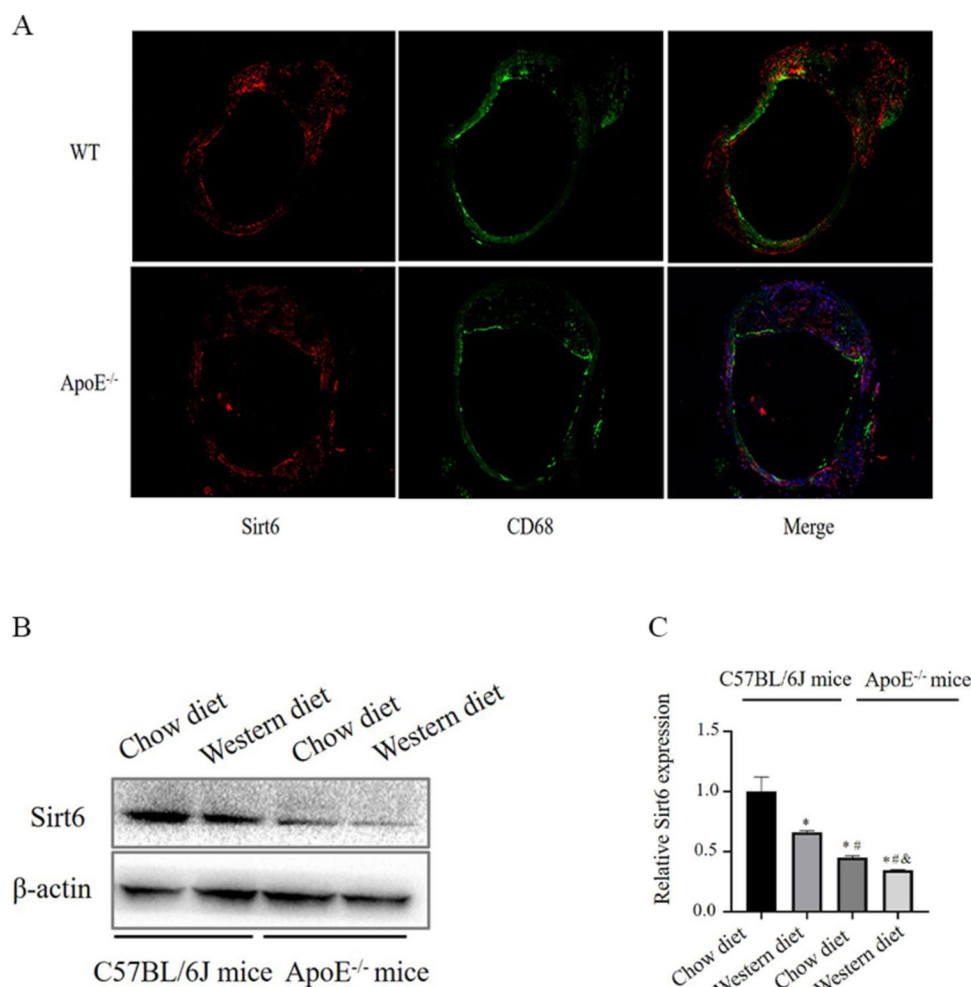 A
WT
ApoE-/-
Sirt6 CD68 Merge
B
Chow diet Western diet Chow diet Western diet
Sirt6
β-actin
C57BL/6J mice ApoE-/- mice
C
C57BL/6J mice ApoE-/- mice
Relative Sirt6 expression
1.5
1.0
0.5
0.0
*
*#
*#&
Chow diet Western diet Chow diet Western diet